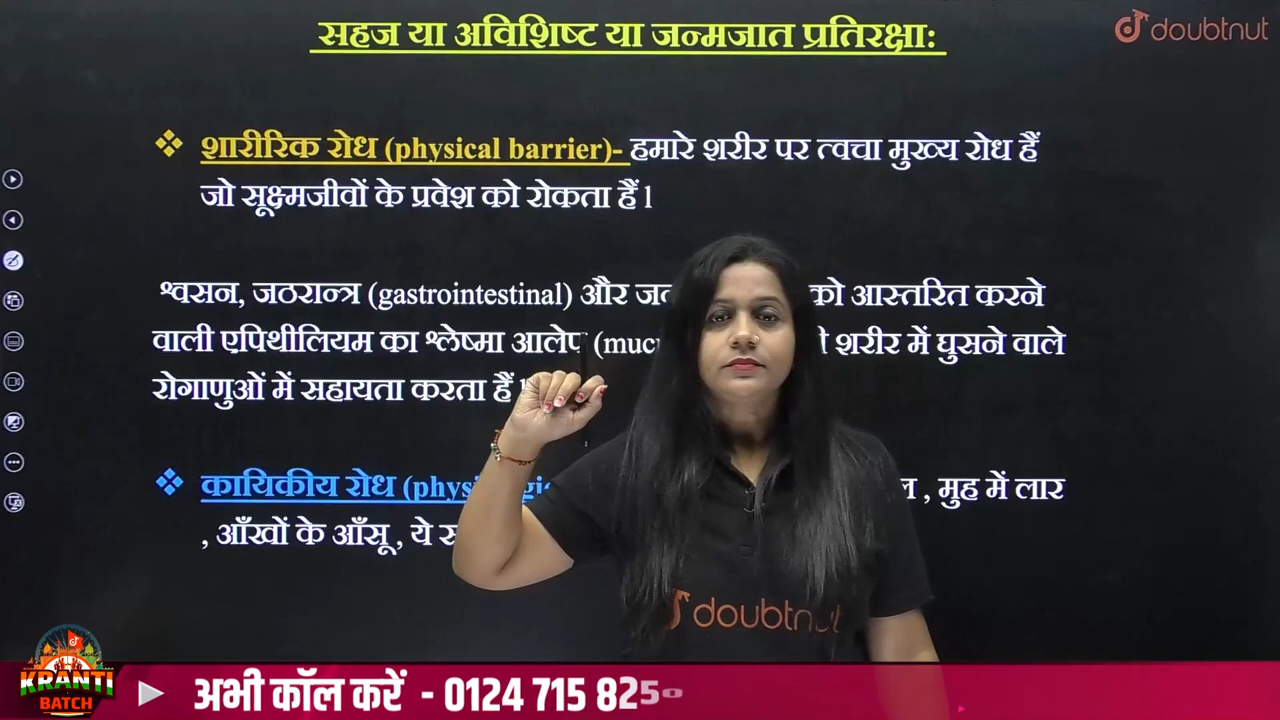 सहज या अविशिष्ट या जन्मजात प्रतिरक्षा:
doubtnut
❖ शारीरिक रोध (physical barrier)- हमारे शरीर पर त्वचा मुख्य रोध हैं
जो सूक्ष्मजीवों के प्रवेश को रोकता हैं l
श्वसन, जठरान्त्र (gastrointestinal) और को आस्तरित करने
वाली एपिथीलियम का श्लेष्मा शरीर में घुसने वाले
रोगाणुओं में सहायता करता हैं
❖ कायिकीय रोध , मुह में लार
, आँखों के आँसू , ये
doubtnut
KRANTI
BATCH
अभी कॉल करें - 0124 715 825